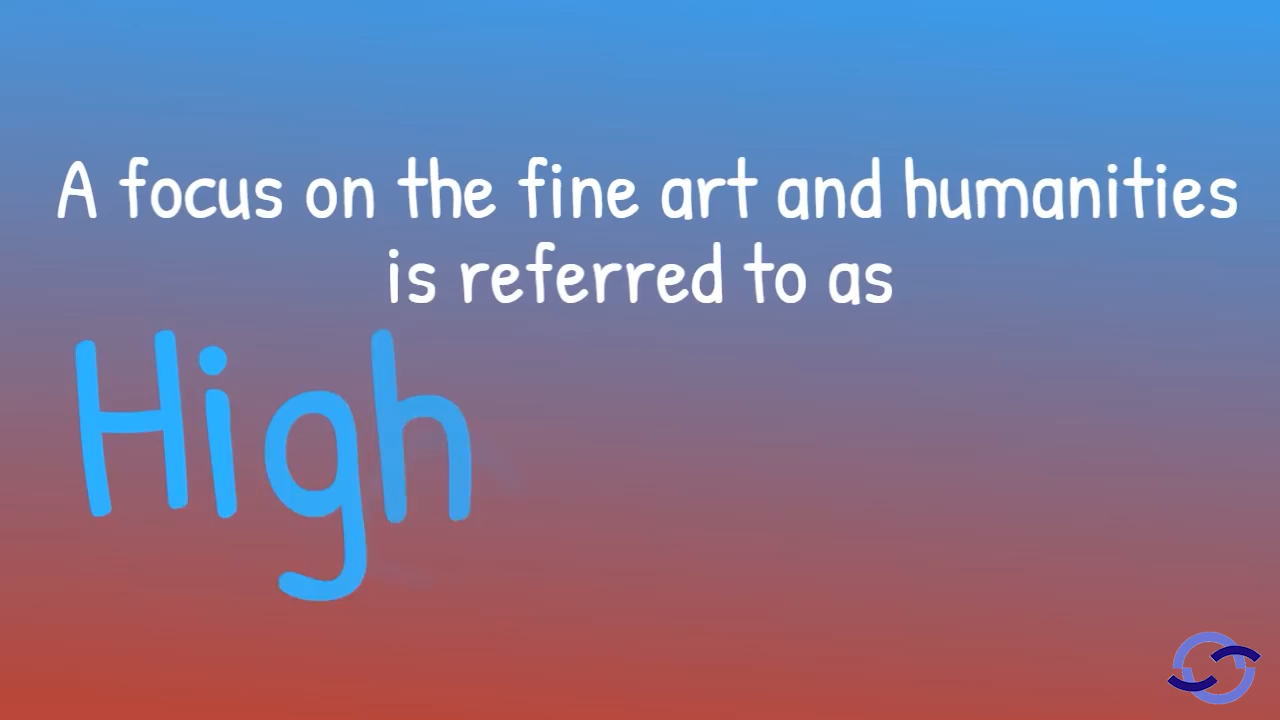 A focus on the fine art and humanities
is referred to as
High